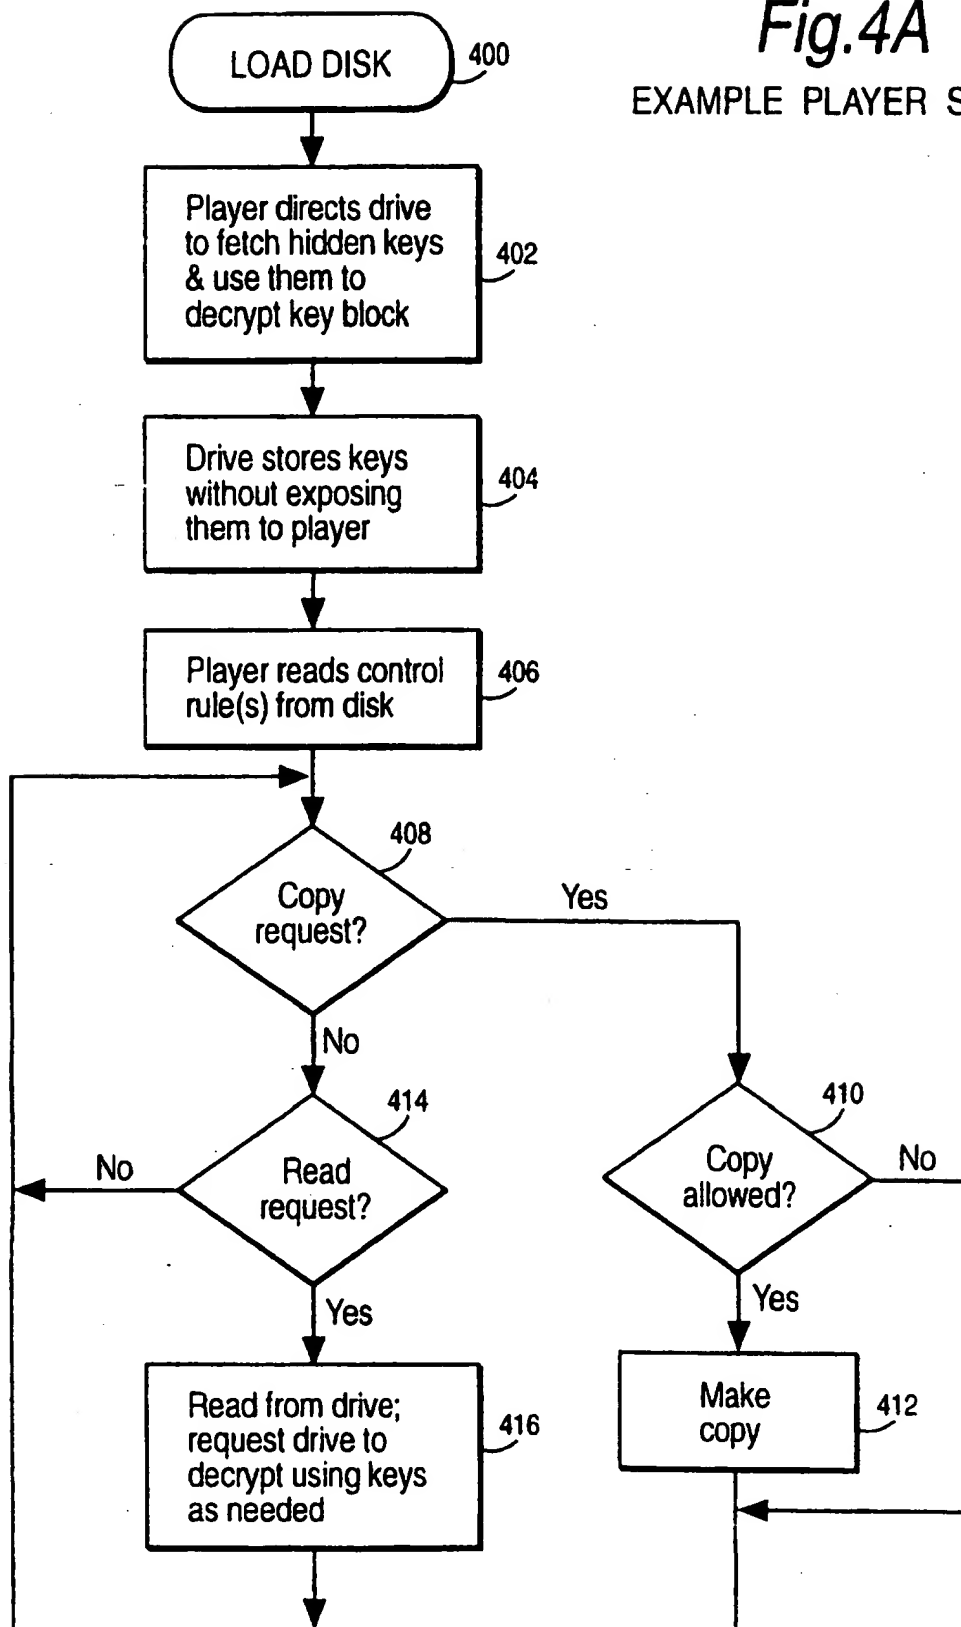 Fig.4A
EXAMPLE PLAYER S
LOAD DISK
400
Player directs drive
to fetch hidden keys
& use them to
decrypt key block
402
Drive stores keys
without exposing
them to player
404
Player reads control
rule(s) from disk
406
Copy
request?
408
Yes
No
Read
request?
414
No
Yes
Copy
allowed?
410
No
Yes
Read from drive;
request drive to
decrypt using keys
as needed
416
Make
copy
412